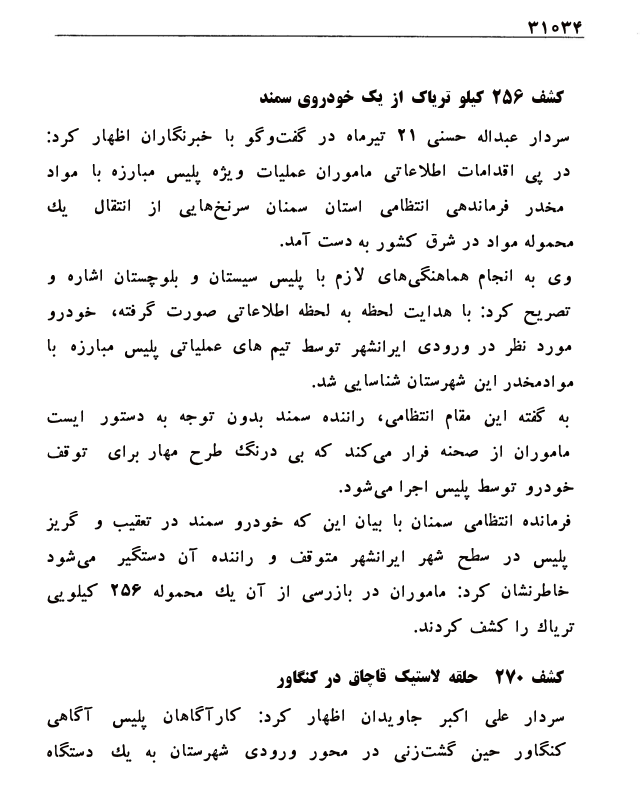 ۳۱۰۳۴
کشف ۲۵۶ کیلو تریاک از یک خودروی سمند
سردار عبداله حسنی ۲۱ تیرماه در گفت‌وگو با خبرنگاران اظهار کرد:
در پی اقدامات اطلاعاتی ماموران عملیات ویژه پلیس مبارزه با مواد
مخدر فرماندهی انتظامی استان سمنان سرنخ‌هایی از انتقال یک
محموله مواد در شرق کشور به دست آمد.
وی به انجام هماهنگی‌های لازم با پلیس سیستان و بلوچستان اشاره و
تصریح کرد: با هدایت لحظه به لحظه اطلاعاتی صورت گرفته، خودرو
مورد نظر در ورودی ایرانشهر توسط تیم های عملیاتی پلیس مبارزه با
موادمخدر این شهرستان شناسایی شد.
به گفته این مقام انتظامی، راننده سمند بدون توجه به دستور ایست
ماموران از صحنه فرار می‌کند که بی درنگ طرح مهار برای توقف
خودرو توسط پلیس اجرا می‌شود.
فرمانده انتظامی سمنان با بیان این که خودرو سمند در تعقیب و گریز
پلیس در سطح شهر ایرانشهر متوقف و راننده آن دستگیر می‌شود
خاطرنشان کرد: ماموران در بازرسی از آن یک محموله ۲۵۶ کیلویی
تریاک را کشف کردند.
کشف ۲۷۰ حلقه لاستیک قاچاق در کنگاور
سردار علی اکبر جاویدان اظهار کرد: کارآگاهان پلیس آگاهی
کنگاور حین گشت‌زنی در محور ورودی شهرستان به یک دستگاه